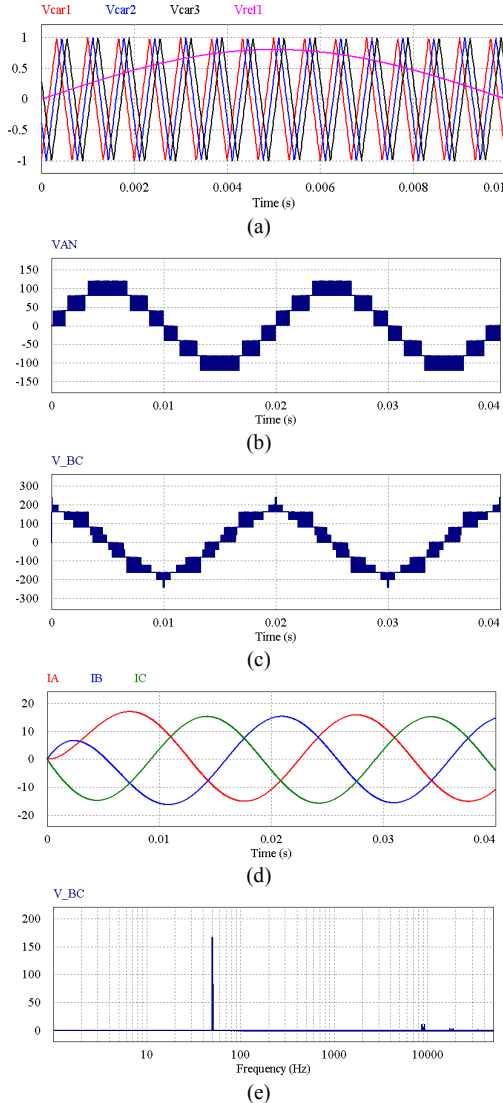 Vcar1 Vcar2 Vcar3 Vref1
1
0.5
0
-0.5
-1
0 0.002 0.004 0.006 0.008 0.01
Time (s)
(a)
VAN
150
100
50
0
-50
-100
-150
0 0.01 0.02 0.03 0.04
Time (s)
(b)
V_BC
300
200
100
0
-100
-200
-300
0 0.01 0.02 0.03 0.04
Time (s)
(c)
IA IB IC
20
10
0
-10
-20
0 0.01 0.02 0.03 0.04
Time (s)
(d)
V_BC
200
150
100
50
0
10 100 1000 10000
Frequency (Hz)
(e)